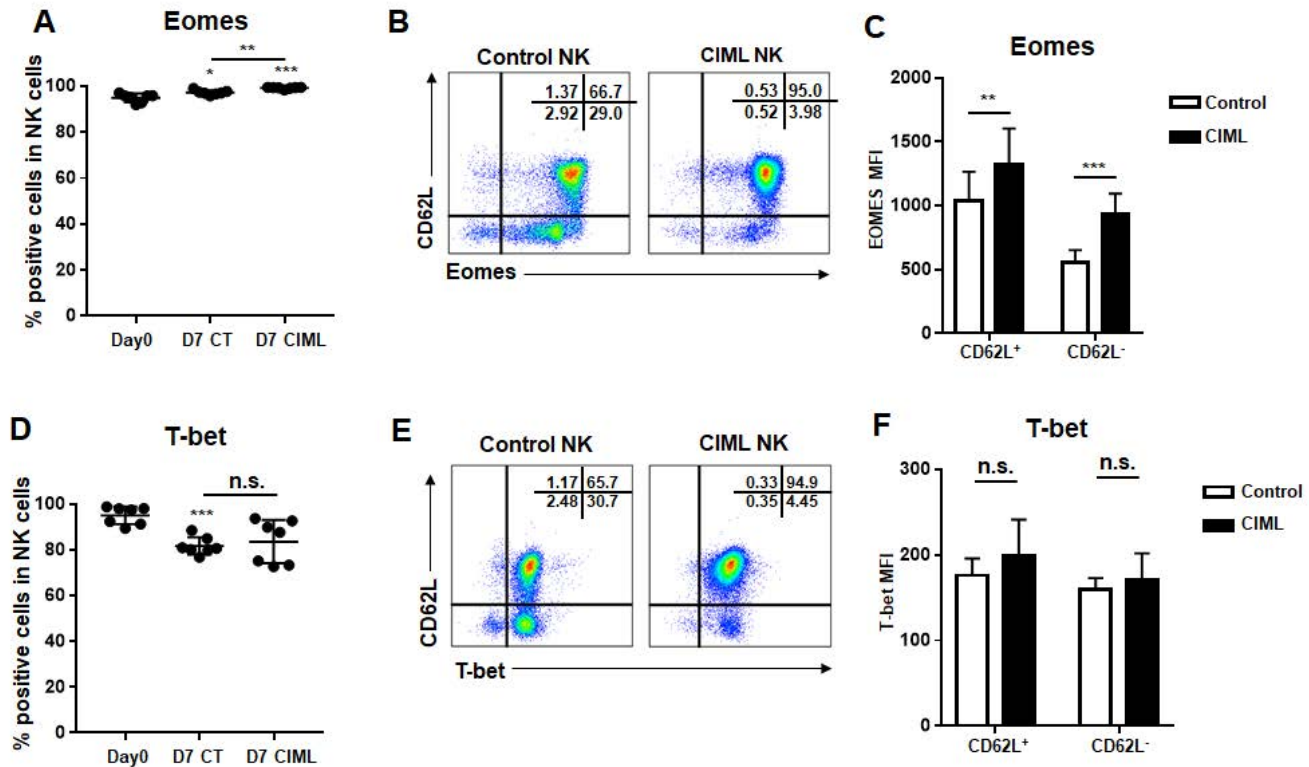 A
Eomes
% positive cells in NK cells
100
80
60
40
20
0
*
**
***
Day0 D7 CT D7 CIML
B
Control NK CIML NK
1.37 66.7
2.92 29.0
0.53 95.0
0.52 3.98
CD62L
Eomes
C
Eomes
EOMES MFI
2000
1500
1000
500
0
**
***
Control
CIML
CD62L⁺ CD62L⁻
D
T-bet
% positive cells in NK cells
100
80
60
40
20
0
***
n.s.
Day0 D7 CT D7 CIML
E
Control NK CIML NK
1.17 65.7
2.48 30.7
0.33 94.9
0.35 4.45
CD62L
T-bet
F
T-bet
T-bet MFI
300
200
100
0
n.s. n.s.
Control
CIML
CD62L⁺ CD62L⁻